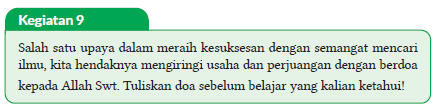 Kegiatan 9
Salah satu upaya dalam meraih kesuksesan dengan semangat mencari
ilmu, kita hendaknya mengiringi usaha dan perjuangan dengan berdoa
kepada Allah Swt. Tuliskan doa sebelum belajar yang kalian ketahui!